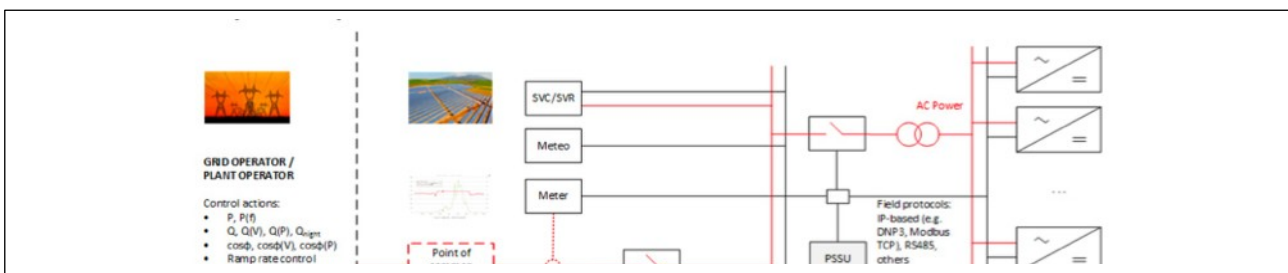 GRID OPERATOR /
PLANT OPERATOR
Control actions:
• P, P(f)
• Q, Q(V), Q(P), Qnight
• cosϕ, cosϕ(V), cosϕ(P)
• Ramp rate control
SVC/SVR
Meteo
Meter
Point of
AC Power
Field protocols:
IP-based (e.g.
DNP3, Modbus
TCP), RS485,
others
PSSU
...